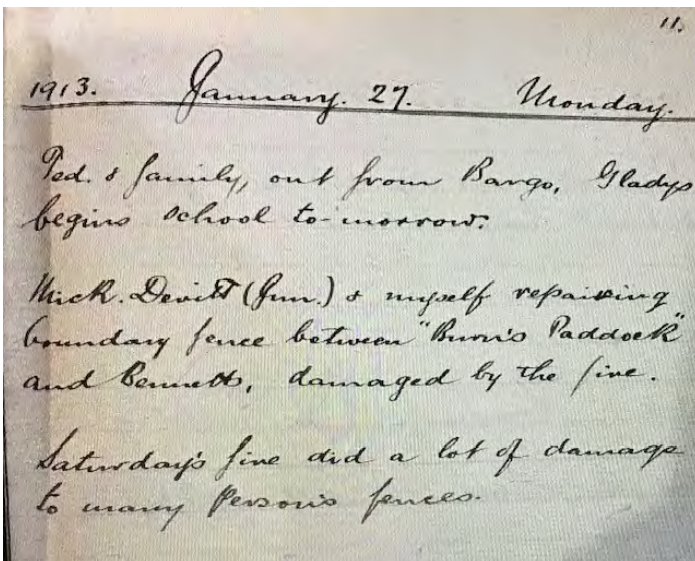 11.
1913. January. 27. Monday.
Ted. & family, out from Bargo, Gladys
begins school to-morrow.
Mick. Devitt (Jun.) & myself repairing
boundary fence between "Burn's Paddock"
and Bennetts, damaged by the fire.
Saturday's fire did a lot of damage
to many Person's fences.